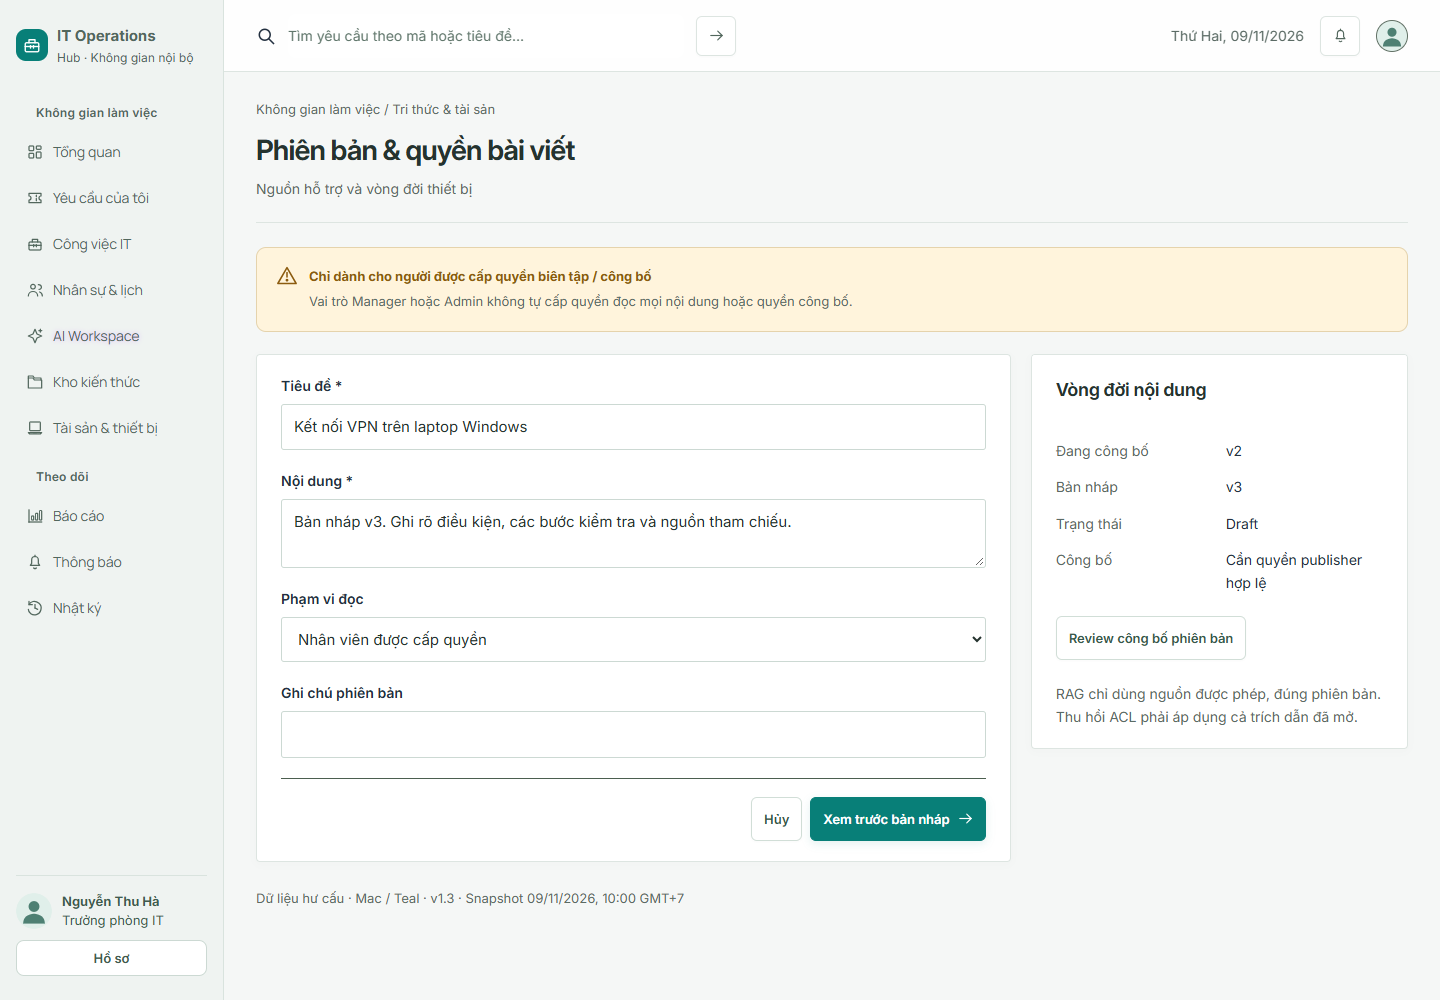 IT Operations
Hub · Không gian nội bộ
Không gian làm việc
Tổng quan
Yêu cầu của tôi
Công việc IT
Nhân sự & lịch
AI Workspace
Kho kiến thức
Tài sản & thiết bị
Theo dõi
Báo cáo
Thông báo
Nhật ký
Nguyễn Thu Hà
Trưởng phòng IT
Hồ sơ
Tìm yêu cầu theo mã hoặc tiêu đề...
Thứ Hai, 09/11/2026
Không gian làm việc / Tri thức & tài sản
Phiên bản & quyền bài viết
Nguồn hỗ trợ và vòng đời thiết bị
Chỉ dành cho người được cấp quyền biên tập / công bố
Vai trò Manager hoặc Admin không tự cấp quyền đọc mọi nội dung hoặc quyền công bố.
Tiêu đề *
Kết nối VPN trên laptop Windows
Nội dung *
Bản nháp v3. Ghi rõ điều kiện, các bước kiểm tra và nguồn tham chiếu.
Phạm vi đọc
Nhân viên được cấp quyền
Ghi chú phiên bản
Hủy
Xem trước bản nháp →
Vòng đời nội dung
Đang công bố v2
Bản nháp v3
Trạng thái Draft
Công bố Cần quyền publisher
hợp lệ
Review công bố phiên bản
RAG chỉ dùng nguồn được phép, đúng phiên bản.
Thu hồi ACL phải áp dụng cả trích dẫn đã mở.
Dữ liệu hư cấu · Mac / Teal · v1.3 · Snapshot 09/11/2026, 10:00 GMT+7